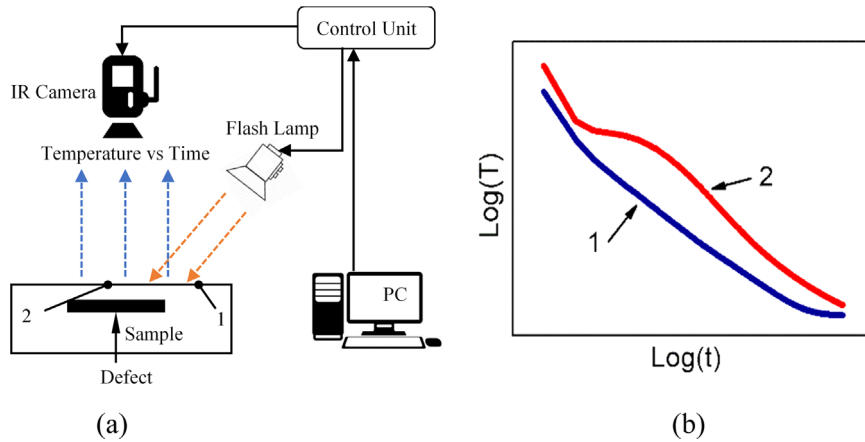 Control Unit
IR Camera
Flash Lamp
Temperature vs Time
PC
2
1
Sample
Defect
(a)
Log(T)
1
2
Log(t)
(b)